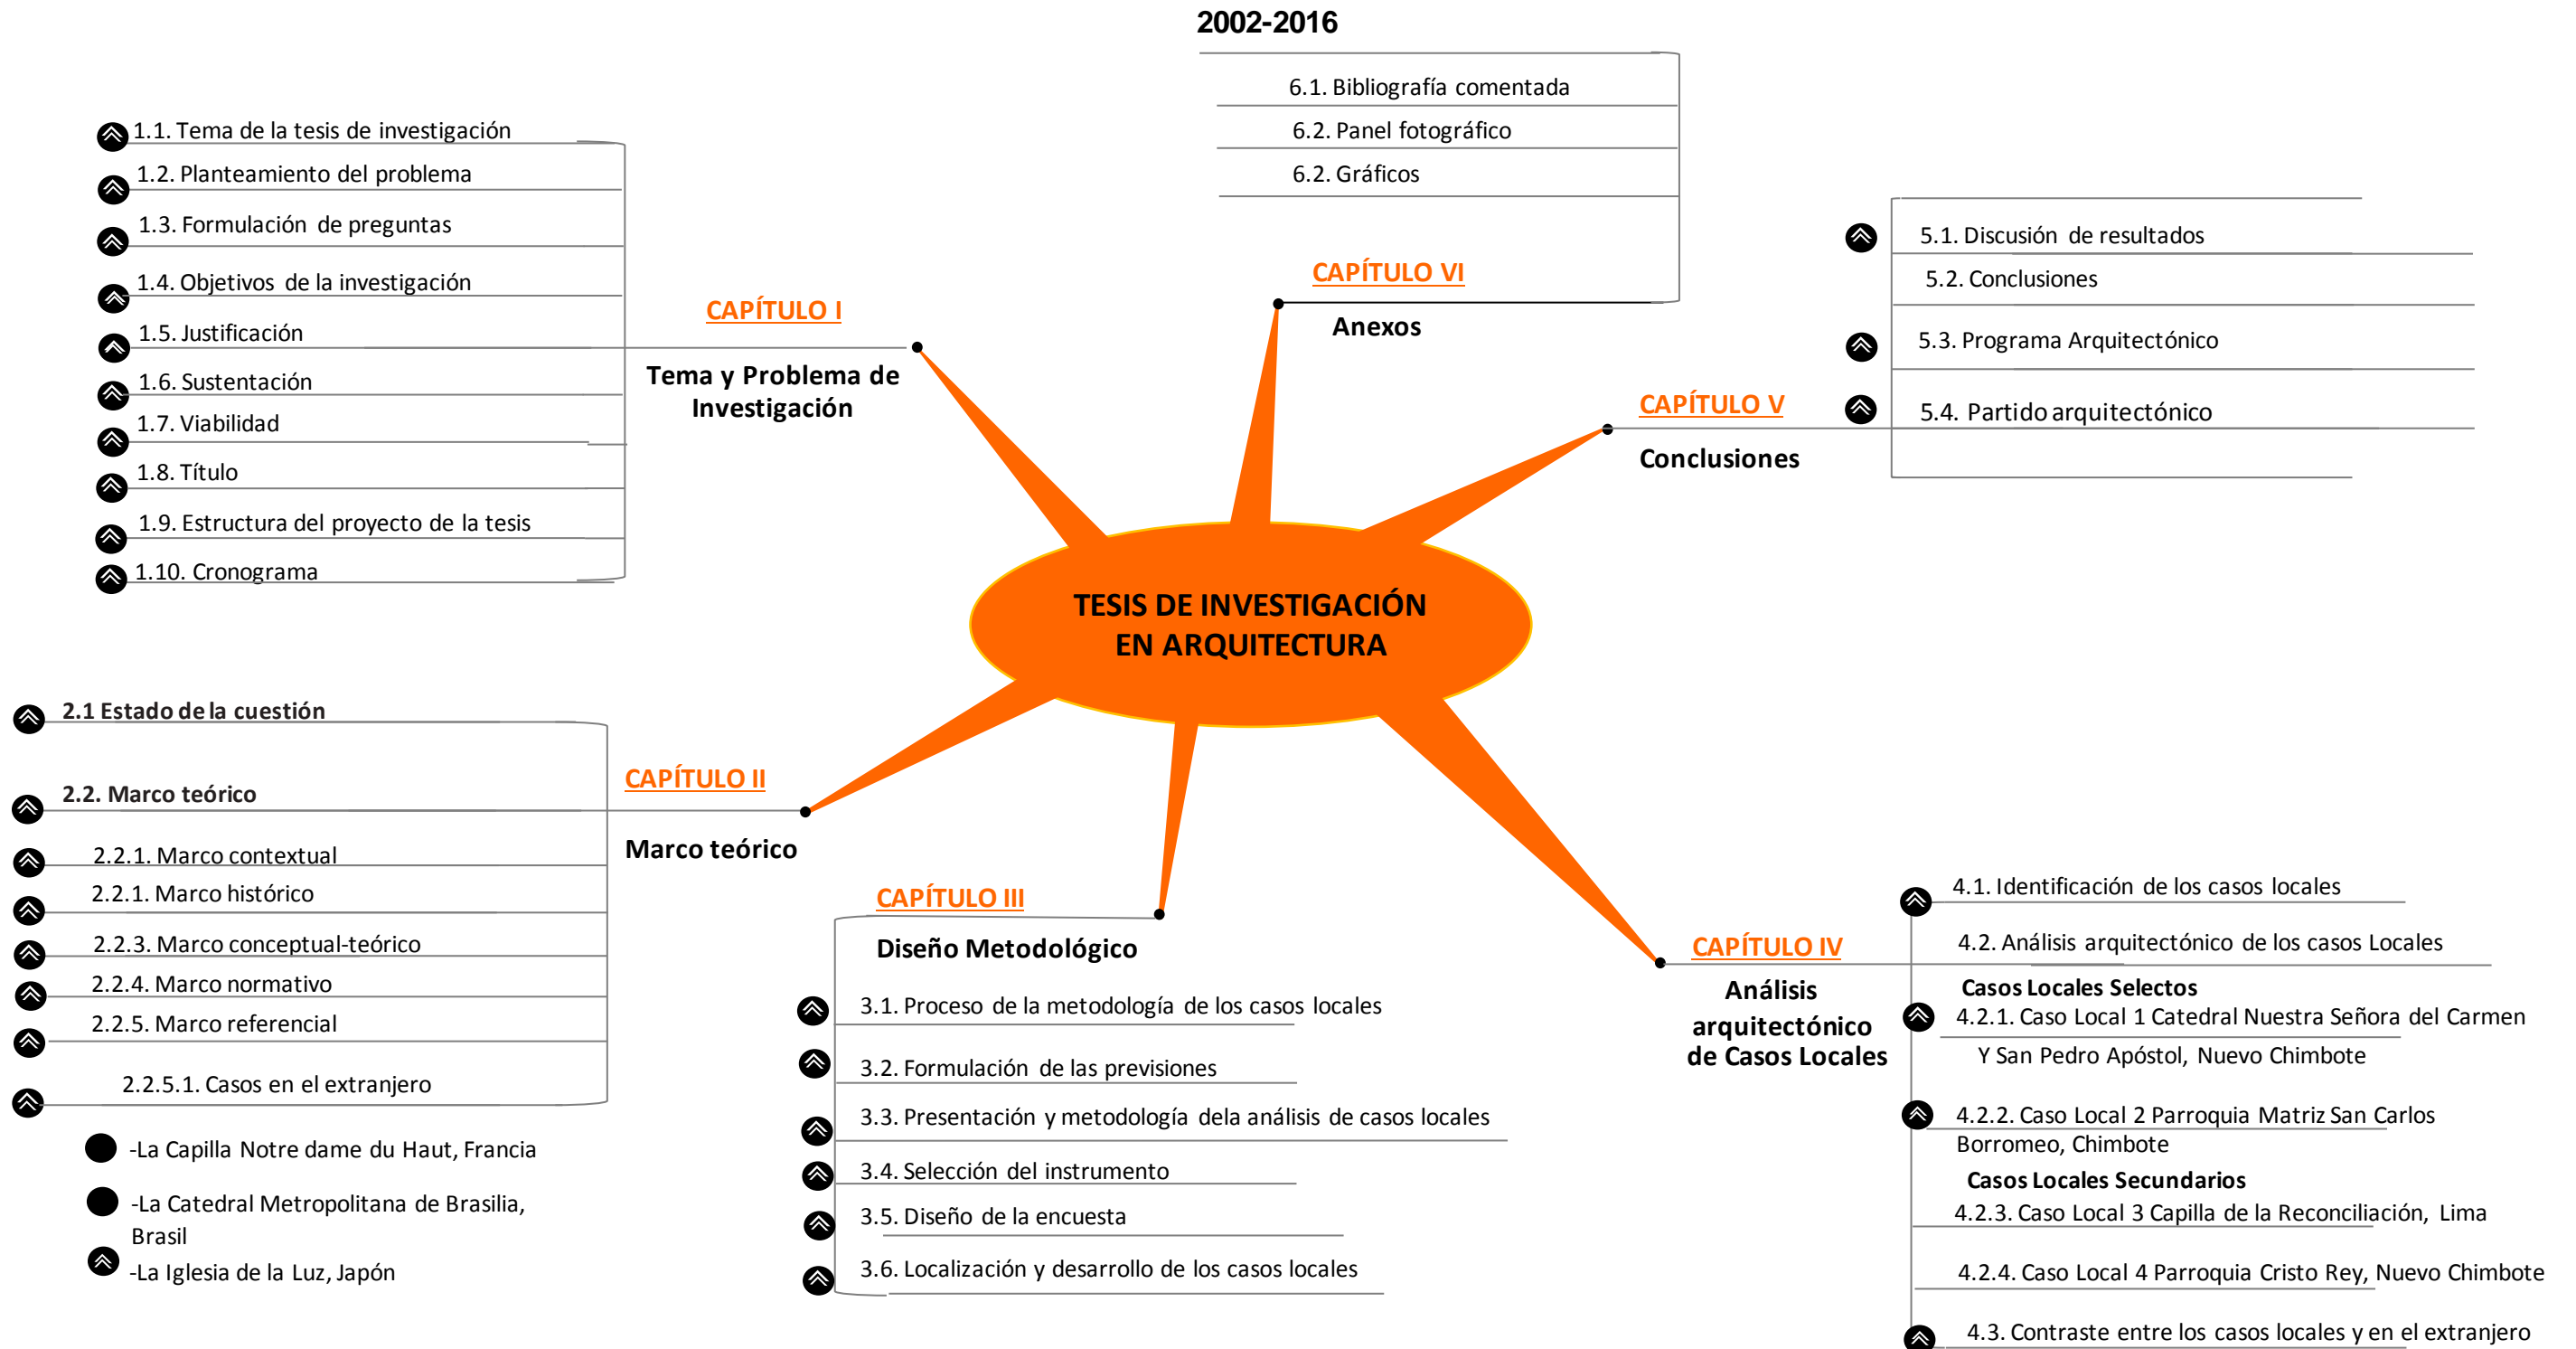 2002-2016
6.1. Bibliografía comentada
6.2. Panel fotográfico
6.2. Gráficos
CAPÍTULO VI
Anexos
1.1. Tema de la tesis de investigación
1.2. Planteamiento del problema
1.3. Formulación de preguntas
1.4. Objetivos de la investigación
1.5. Justificación
1.6. Sustentación
1.7. Viabilidad
1.8. Título
1.9. Estructura del proyecto de la tesis
1.10. Cronograma
CAPÍTULO I
Tema y Problema de
Investigación
5.1. Discusión de resultados
5.2. Conclusiones
5.3. Programa Arquitectónico
5.4. Partido arquitectónico
CAPÍTULO V
Conclusiones
TESIS DE INVESTIGACIÓN
EN ARQUITECTURA
2.1 Estado de la cuestión
2.2. Marco teórico
2.2.1. Marco contextual
2.2.1. Marco histórico
2.2.3. Marco conceptual-teórico
2.2.4. Marco normativo
2.2.5. Marco referencial
2.2.5.1. Casos en el extranjero
-La Capilla Notre dame du Haut, Francia
-La Catedral Metropolitana de Brasilia,
Brasil
-La Iglesia de la Luz, Japón
CAPÍTULO II
Marco teórico
CAPÍTULO III
Diseño Metodológico
3.1. Proceso de la metodología de los casos locales
3.2. Formulación de las previsiones
3.3. Presentación y metodología dela análisis de casos locales
3.4. Selección del instrumento
3.5. Diseño de la encuesta
3.6. Localización y desarrollo de los casos locales
CAPÍTULO IV
Análisis
arquitectónico
de Casos Locales
4.1. Identificación de los casos locales
4.2. Análisis arquitectónico de los casos Locales
Casos Locales Selectos
4.2.1. Caso Local 1 Catedral Nuestra Señora del Carmen
Y San Pedro Apóstol, Nuevo Chimbote
4.2.2. Caso Local 2 Parroquia Matriz San Carlos
Borromeo, Chimbote
Casos Locales Secundarios
4.2.3. Caso Local 3 Capilla de la Reconciliación, Lima
4.2.4. Caso Local 4 Parroquia Cristo Rey, Nuevo Chimbote
4.3. Contraste entre los casos locales y en el extranjero